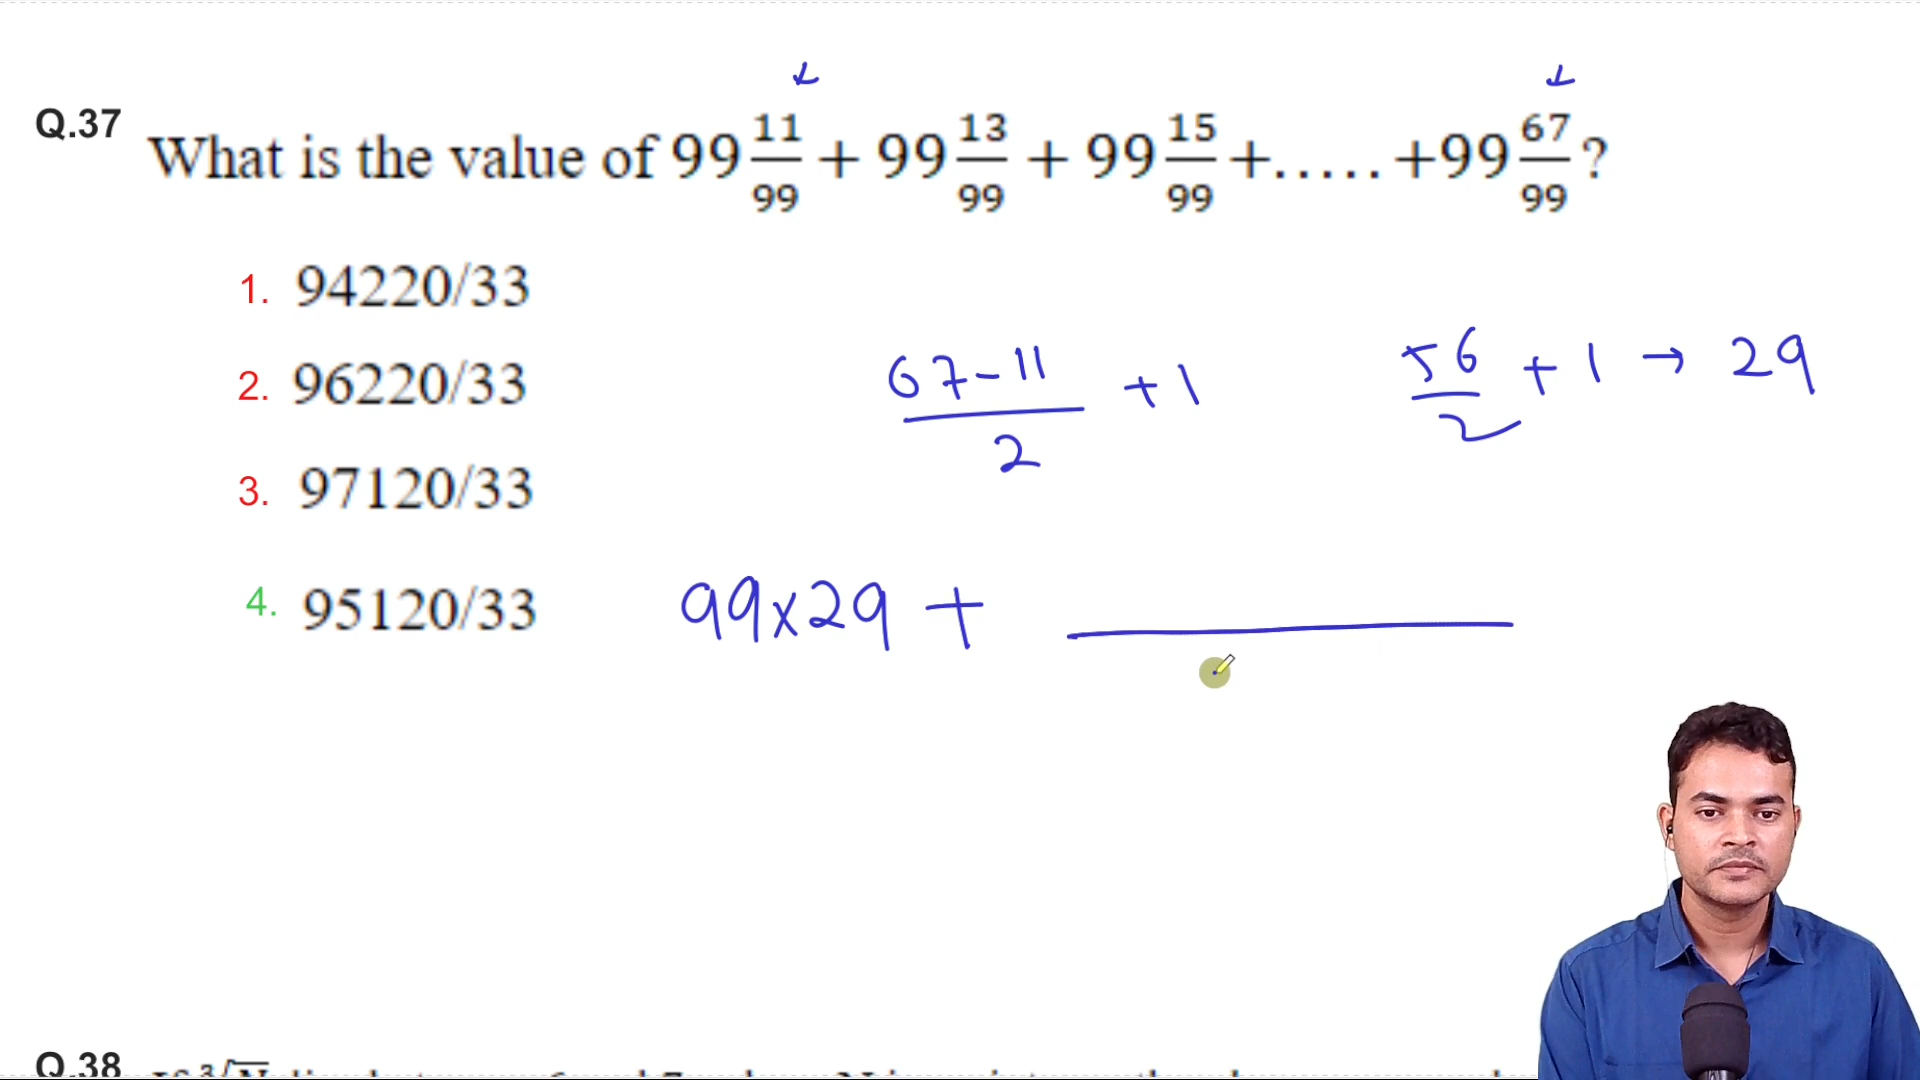 Q.37 What is the value of 99 11/99 + 99 13/99 + 99 15/99 +.....+99 67/99?
1. 94220/33
2. 96220/33
3. 97120/33
4. 95120/33
67-11/2 +1
56/2 + 1 → 29
99x29 +
Q.38